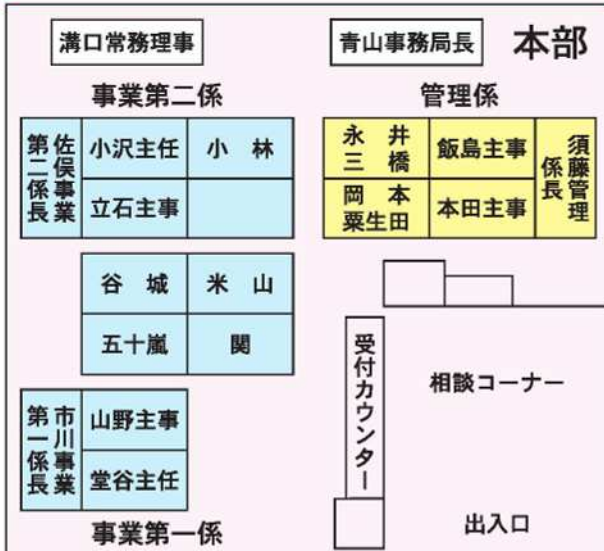 本部
溝口常務理事
青山事務局長
事業第二係
管理係
佐俣事業
第二係長
小沢主任
小林
立石主事
永井
三橋
飯島主事
岡本
粟生田
本田主事
須藤管理
係長
谷城
米山
五十嵐
関
市川事業
第一係長
山野主事
堂谷主任
事業第一係
受付カウンター
相談コーナー
出入口